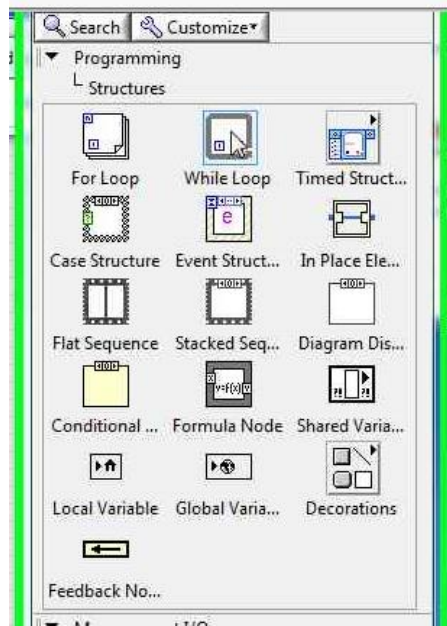 Search Customize
Programming
Structures
For Loop While Loop Timed Struct...
Case Structure Event Struct... In Place Ele...
Flat Sequence Stacked Seq... Diagram Dis...
Conditional ... Formula Node Shared Varia...
Local Variable Global Varia... Decorations
Feedback No...